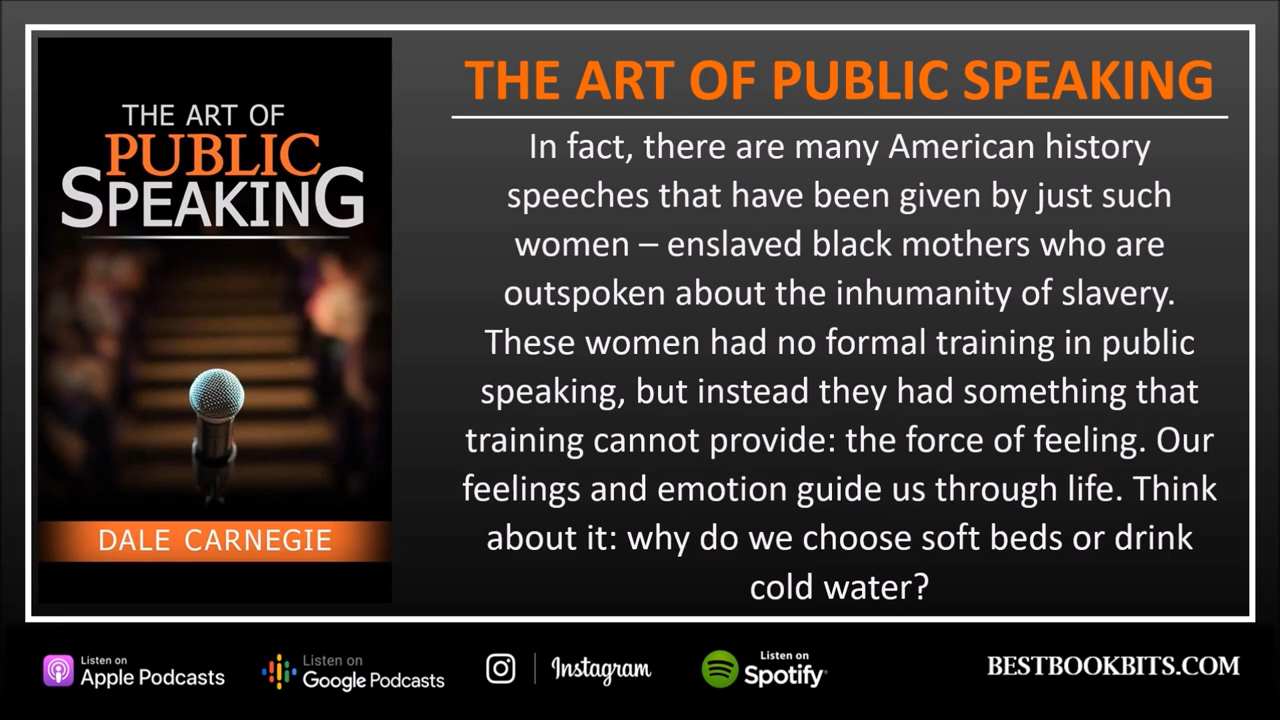 THE ART OF
PUBLIC
SPEAKING
DALE CARNEGIE
THE ART OF PUBLIC SPEAKING
In fact, there are many American history
speeches that have been given by just such
women – enslaved black mothers who are
outspoken about the inhumanity of slavery.
These women had no formal training in public
speaking, but instead they had something that
training cannot provide: the force of feeling. Our
feelings and emotion guide us through life. Think
about it: why do we choose soft beds or drink
cold water?
Listen on
Apple Podcasts
Listen on
Google Podcasts
Instagram
Listen on
Spotify
BESTBOOKBITS.COM